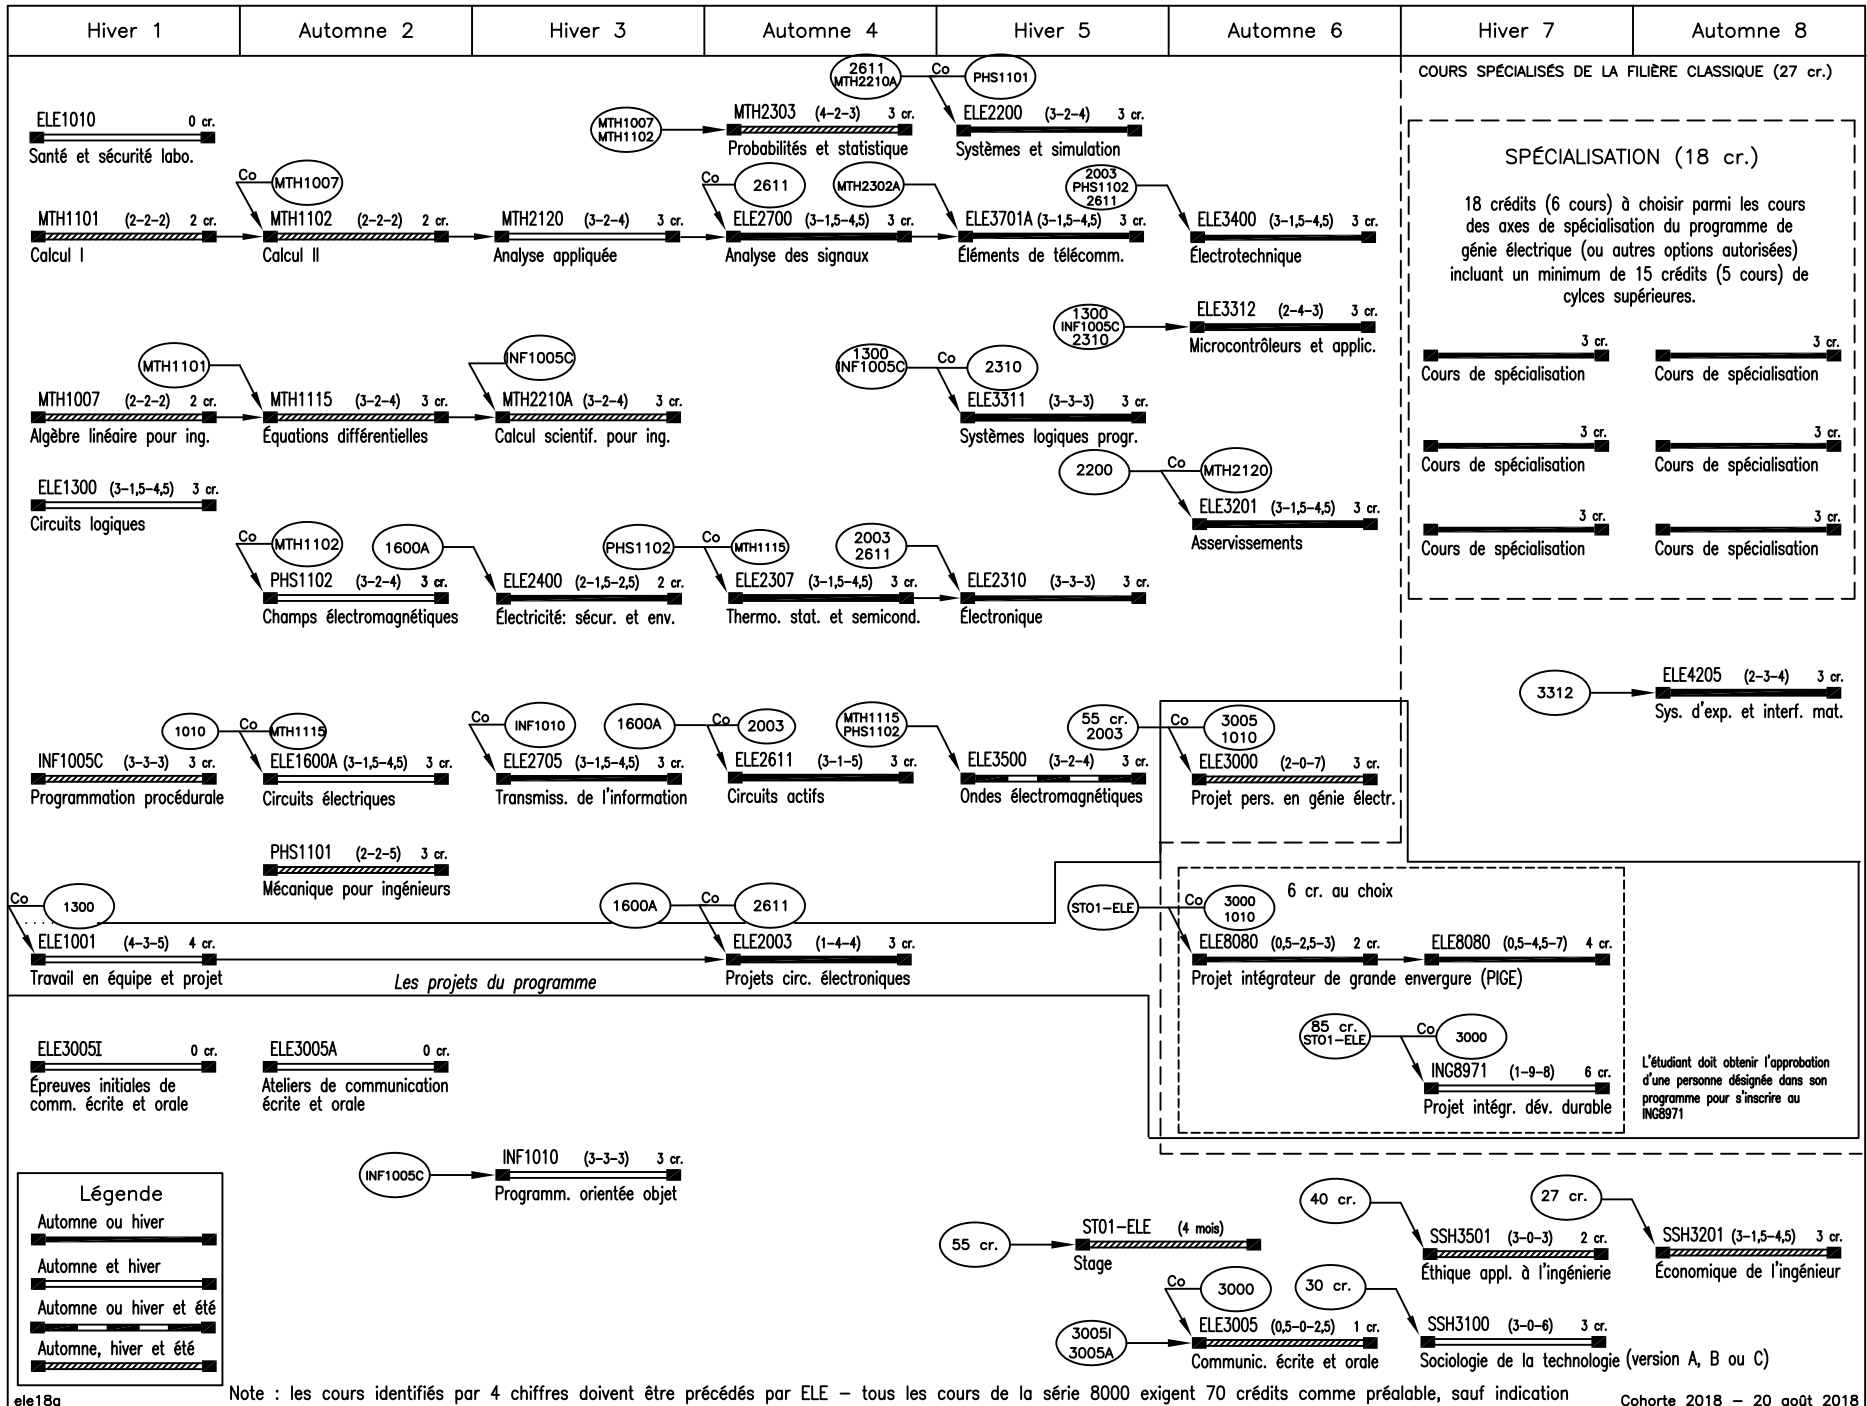 Hiver 1
Automne 2
Hiver 3
Automne 4
Hiver 5
Automne 6
Hiver 7
Automne 8
COURS SPÉCIALISÉS DE LA FILIÈRE CLASSIQUE (27 cr.)
2611
MTH2210A
Co
PHS1101
ELE1010 0 cr.
Santé et sécurité labo.
MTH1007
MTH1102
MTH2303 (4-2-3) 3 cr.
Probabilités et statistique
ELE2200 (3-2-4) 3 cr.
Systèmes et simulation
SPÉCIALISATION (18 cr.)
18 crédits (6 cours) à choisir parmi les cours
des axes de spécialisation du programme de
génie électrique (ou autres options autorisées)
incluant un minimum de 15 crédits (5 cours) de
cylces supérieures.
Co
MTH1007
Co
2611
MTH2302A
2003
PHS1102
2611
MTH1101 (2-2-2) 2 cr.
Calcul I
MTH1102 (2-2-2) 2 cr.
Calcul II
MTH2120 (3-2-4) 3 cr.
Analyse appliquée
ELE2700 (3-1,5-4,5) 3 cr.
Analyse des signaux
ELE3701A (3-1,5-4,5) 3 cr.
Éléments de télécomm.
ELE3400 (3-1,5-4,5) 3 cr.
Électrotechnique
1300
INF1005C
2310
ELE3312 (2-4-3) 3 cr.
Microcontrôleurs et applic.
3 cr.
Cours de spécialisation
3 cr.
Cours de spécialisation
MTH1101
INF1005C
1300
INF1005C
Co
2310
MTH1007 (2-2-2) 2 cr.
Algèbre linéaire pour ing.
MTH1115 (3-2-4) 3 cr.
Équations différentielles
MTH2210A (3-2-4) 3 cr.
Calcul scientif. pour ing.
ELE3311 (3-3-3) 3 cr.
Systèmes logiques progr.
3 cr.
Cours de spécialisation
3 cr.
Cours de spécialisation
2200
Co
MTH2120
ELE1300 (3-1,5-4,5) 3 cr.
Circuits logiques
ELE3201 (3-1,5-4,5) 3 cr.
Asservissements
3 cr.
Cours de spécialisation
3 cr.
Cours de spécialisation
Co
MTH1102
1600A
PHS1102
Co
MTH1115
2003
2611
PHS1102 (3-2-4) 3 cr.
Champs électromagnétiques
ELE2400 (2-1,5-2,5) 2 cr.
Électricité: sécur. et env.
ELE2307 (3-1,5-4,5) 3 cr.
Thermo. stat. et semicond.
ELE2310 (3-3-3) 3 cr.
Électronique
3312
ELE4205 (2-3-4) 3 cr.
Sys. d'exp. et interf. mat.
1010
Co
MTH1115
Co
INF1010
1600A
Co
2003
MTH1115
PHS1102
55 cr.
2003
Co
3005
1010
INF1005C (3-3-3) 3 cr.
Programmation procédurale
ELE1600A (3-1,5-4,5) 3 cr.
Circuits électriques
ELE2705 (3-1,5-4,5) 3 cr.
Transmiss. de l'information
ELE2611 (3-1-5) 3 cr.
Circuits actifs
ELE3500 (3-2-4) 3 cr.
Ondes électromagnétiques
ELE3000 (2-0-7) 3 cr.
Projet pers. en génie électr.
PHS1101 (2-2-5) 3 cr.
Mécanique pour ingénieurs
Co
1300
1600A
Co
2611
ST01-ELE
Co
3000
1010
6 cr. au choix
ELE1001 (4-3-5) 4 cr.
Travail en équipe et projet
Les projets du programme
ELE2003 (1-4-4) 3 cr.
Projets circ. électroniques
ELE8080 (0,5-2,5-3) 2 cr.
ELE8080 (0,5-4,5-7) 4 cr.
Projet intégrateur de grande envergure (PIGE)
85 cr.
ST01-ELE
Co
3000
ING8971 (1-9-8) 6 cr.
Projet intégr. dév. durable
L'étudiant doit obtenir l'approbation
d'une personne désignée dans son
programme pour s'inscrire au
ING8971
ELE3005I 0 cr.
Épreuves initiales de
comm. écrite et orale
ELE3005A 0 cr.
Ateliers de communication
écrite et orale
INF1005C
INF1010 (3-3-3) 3 cr.
Programm. orientée objet
Légende
Automne ou hiver
Automne et hiver
Automne ou hiver et été
Automne, hiver et été
55 cr.
ST01-ELE (4 mois)
Stage
40 cr.
SSH3501 (3-0-3) 2 cr.
Éthique appl. à l'ingénierie
27 cr.
SSH3201 (3-1,5-4,5) 3 cr.
Économique de l'ingénieur
Co
3000
3005I
3005A
ELE3005 (0,5-0-2,5) 1 cr.
Communic. écrite et orale
30 cr.
SSH3100 (3-0-6) 3 cr.
Sociologie de la technologie (version A, B ou C)
ele18a
Note : les cours identifiés par 4 chiffres doivent être précédés par ELE – tous les cours de la série 8000 exigent 70 crédits comme préalable, sauf indication
Cohorte 2018 – 20 août 2018